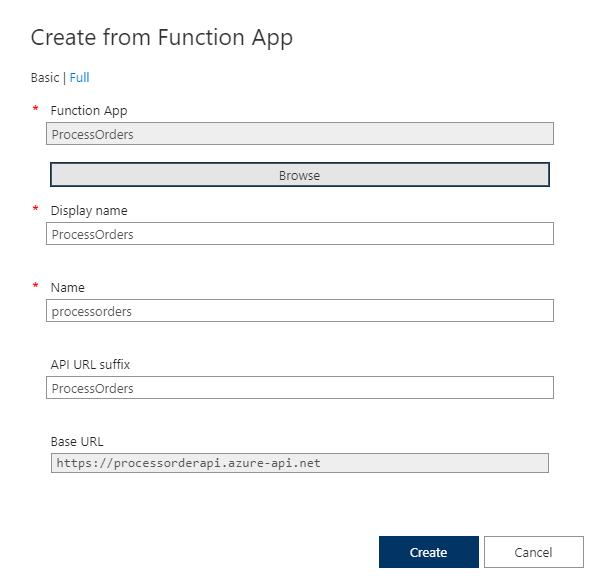 Create from Function App
Basic | Full
* Function App
ProcessOrders
Browse
* Display name
ProcessOrders
* Name
processorders
API URL suffix
ProcessOrders
Base URL
https://processorderapi.azure-api.net
Create Cancel